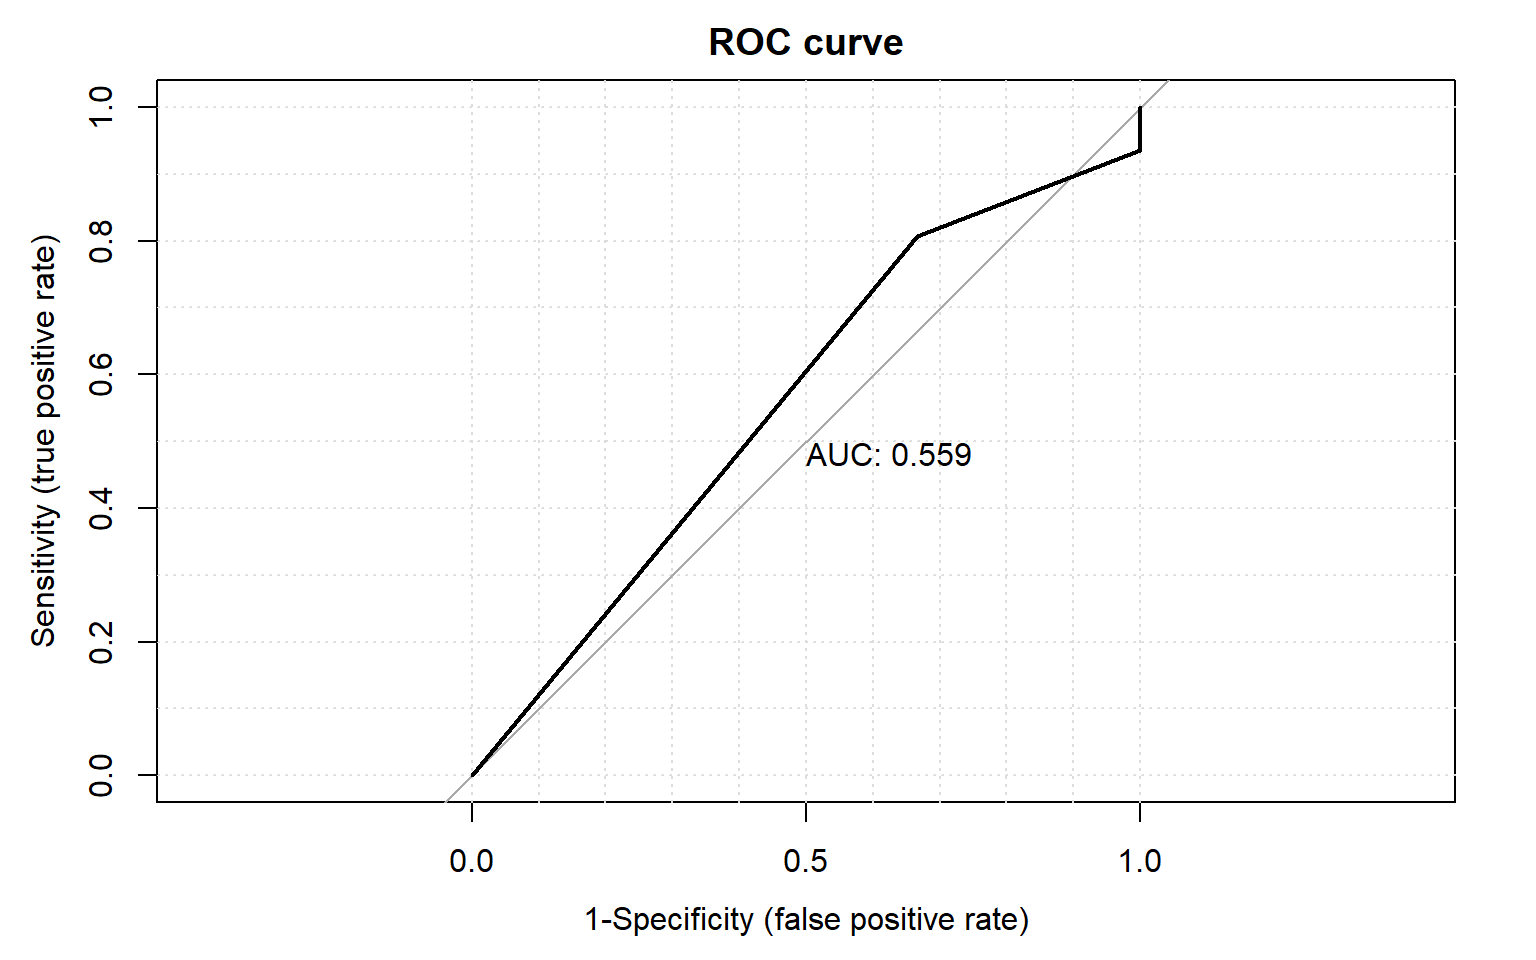 ROC curve
Sensitivity (true positive rate)
1.0
0.8
0.6
0.4
0.2
0.0
AUC: 0.559
0.0 0.5 1.0
1-Specificity (false positive rate)